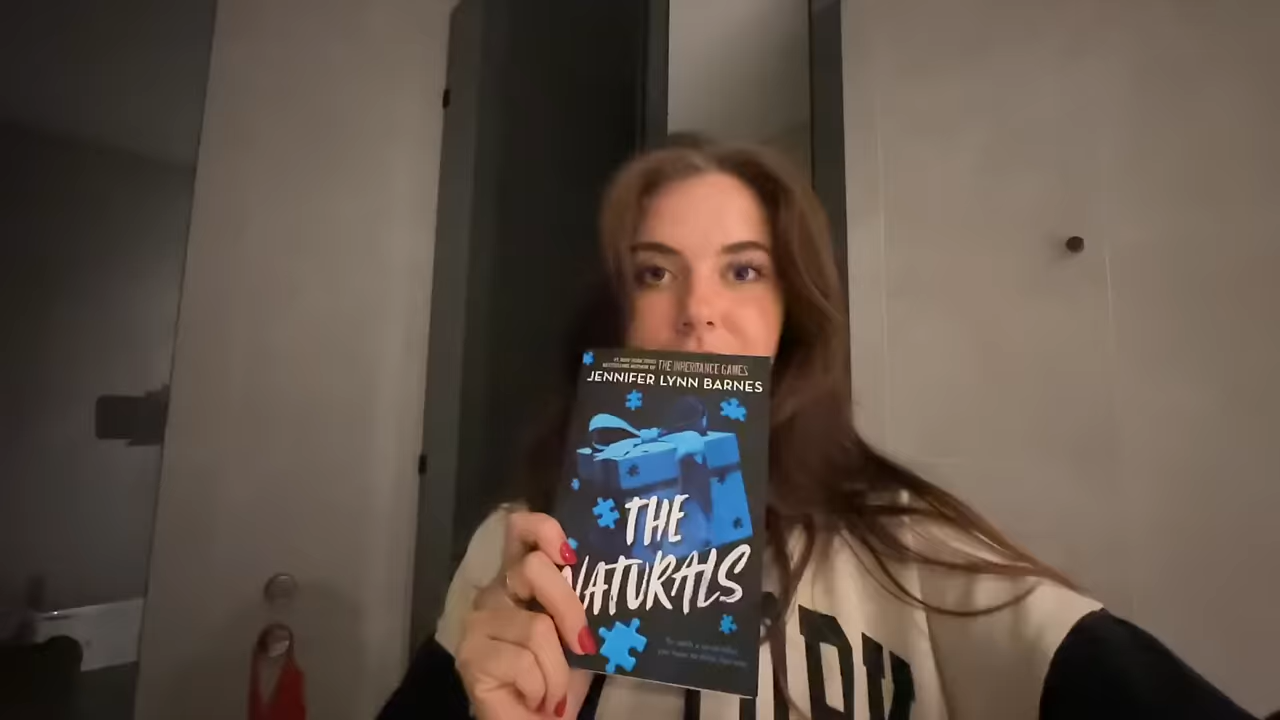 #1 NEW YORK TIMES
BESTSELLING AUTHOR OF THE INHERITANCE GAMES
JENNIFER LYNN BARNES
THE
NATURALS